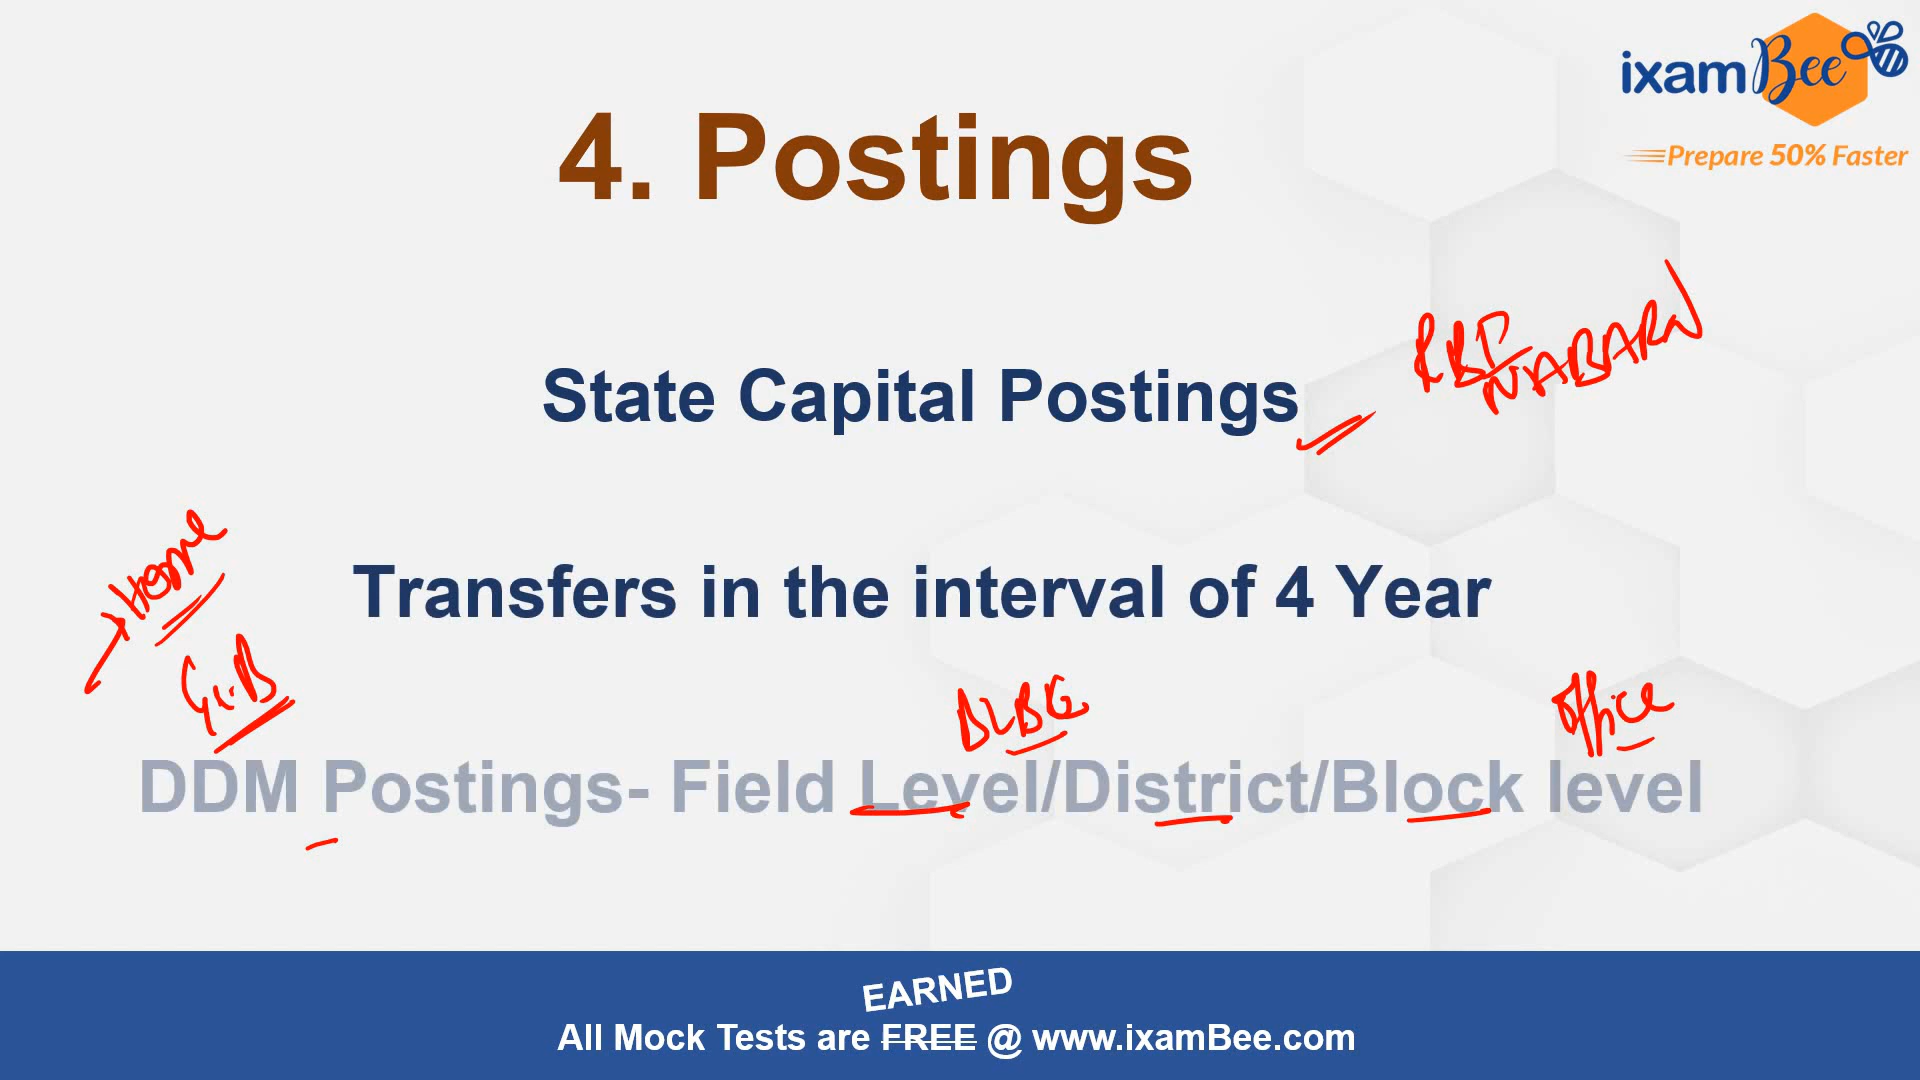 ixamBee
Prepare 50% Faster
4. Postings
RBI
NABARD
State Capital Postings
Home
Transfers in the interval of 4 Year
Gr.B
Office
DDM Postings- Field Level/District/Block level
EARNED
All Mock Tests are FREE @ www.ixamBee.com